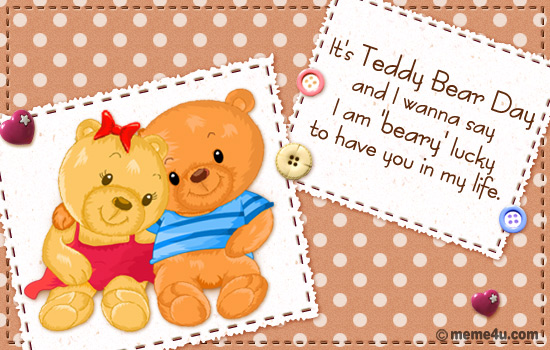 It's Teddy Bear Day
and I wanna say
I am 'beary' lucky
to have you in my life.
© meme4u.com